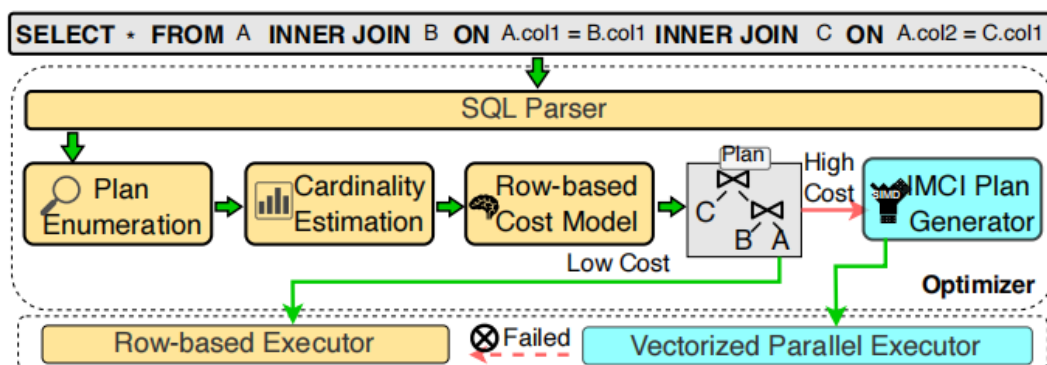 SELECT * FROM A INNER JOIN B ON A.col1 = B.col1 INNER JOIN C ON A.col2 = C.col1
SQL Parser
Plan
Enumeration
Cardinality
Estimation
Row-based
Cost Model
Plan
C
B A
High
Cost
SIMD
IMCI Plan
Generator
Low Cost
Optimizer
Row-based Executor
Failed
Vectorized Parallel Executor